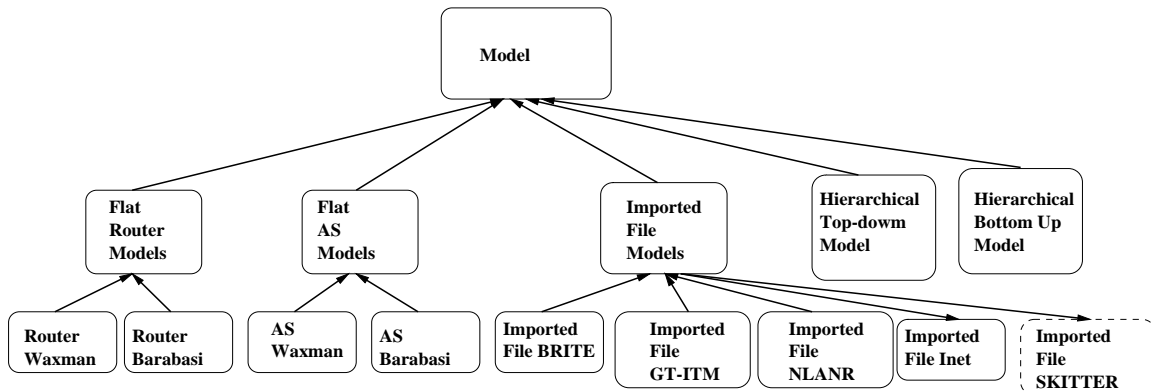 Model
Flat
Router
Models
Flat
AS
Models
Imported
File
Models
Hierarchical
Top-dowm
Model
Hierarchical
Bottom Up
Model
Router
Waxman
Router
Barabasi
AS
Waxman
AS
Barabasi
Imported
File BRITE
Imported
File
GT-ITM
Imported
File
NLANR
Imported
File Inet
Imported
File
SKITTER